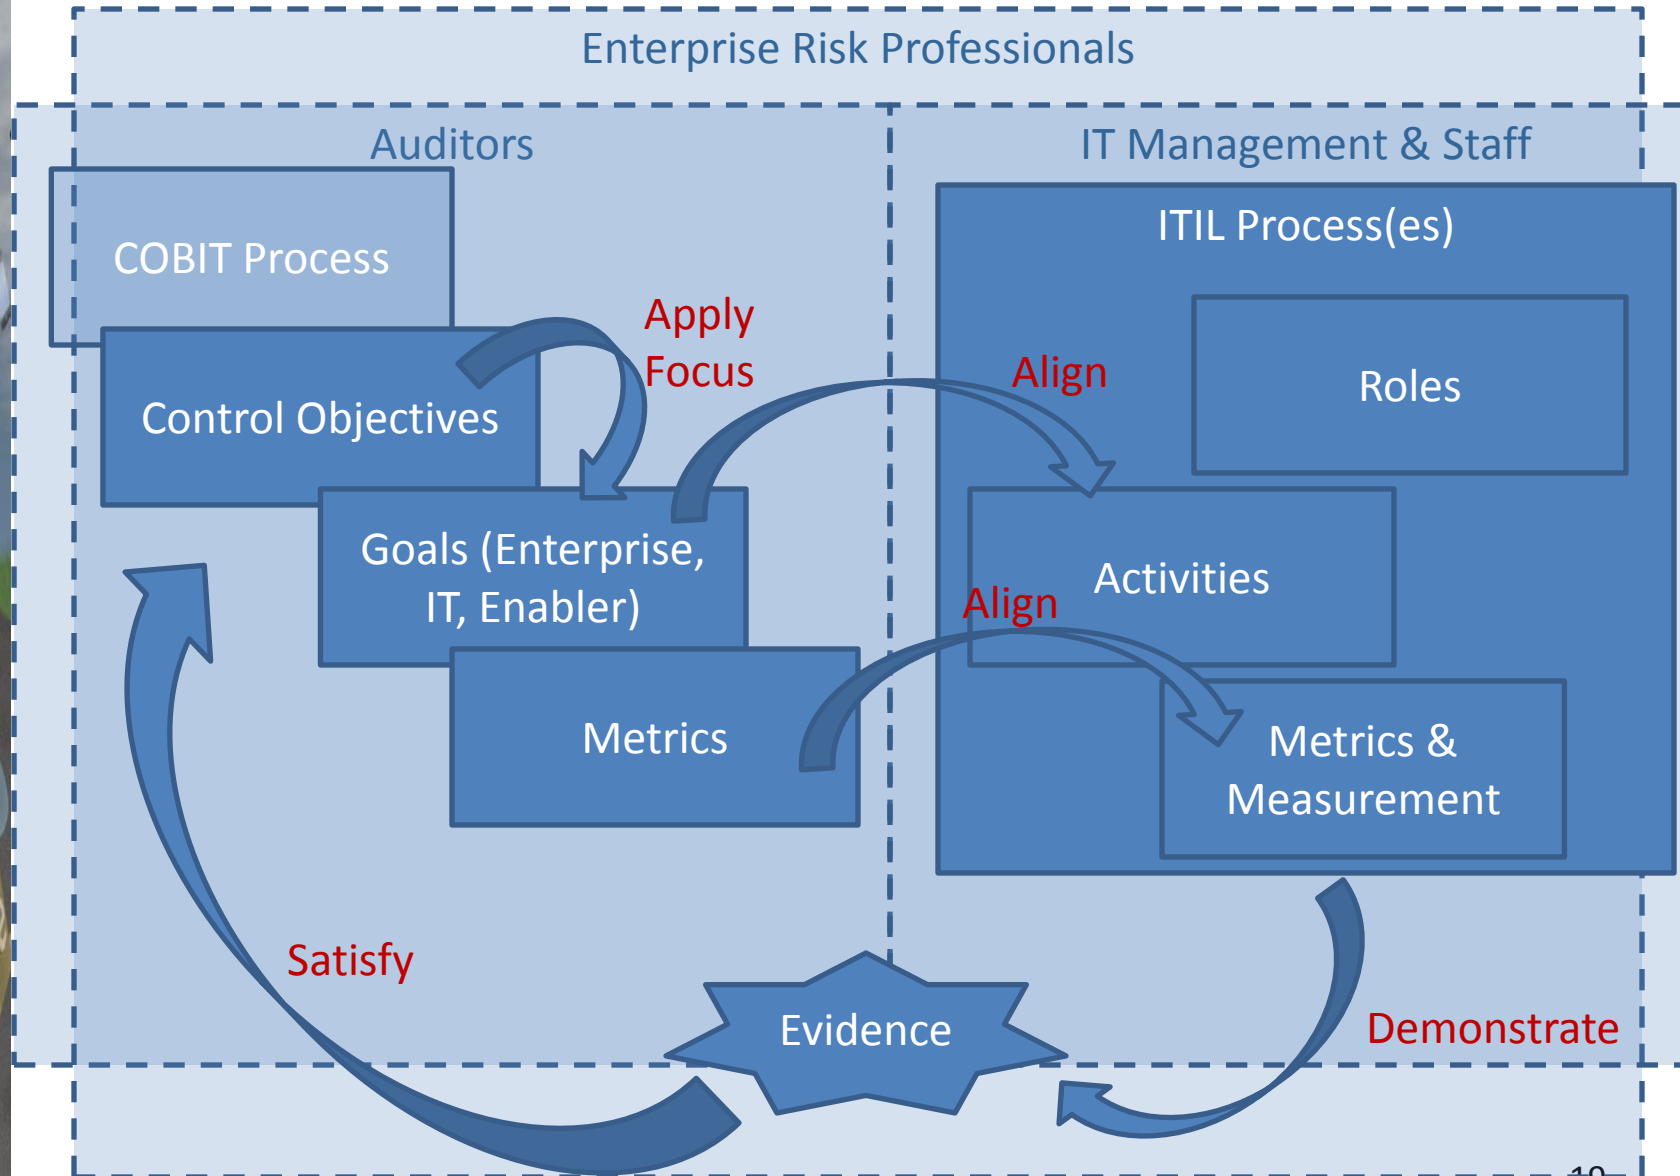 Enterprise Risk Professionals
Auditors
IT Management & Staff
COBIT Process
ITIL Process(es)
Apply
Focus
Align
Roles
Control Objectives
Goals (Enterprise,
IT, Enabler)
Activities
Align
Metrics
Metrics &
Measurement
Satisfy
Evidence
Demonstrate